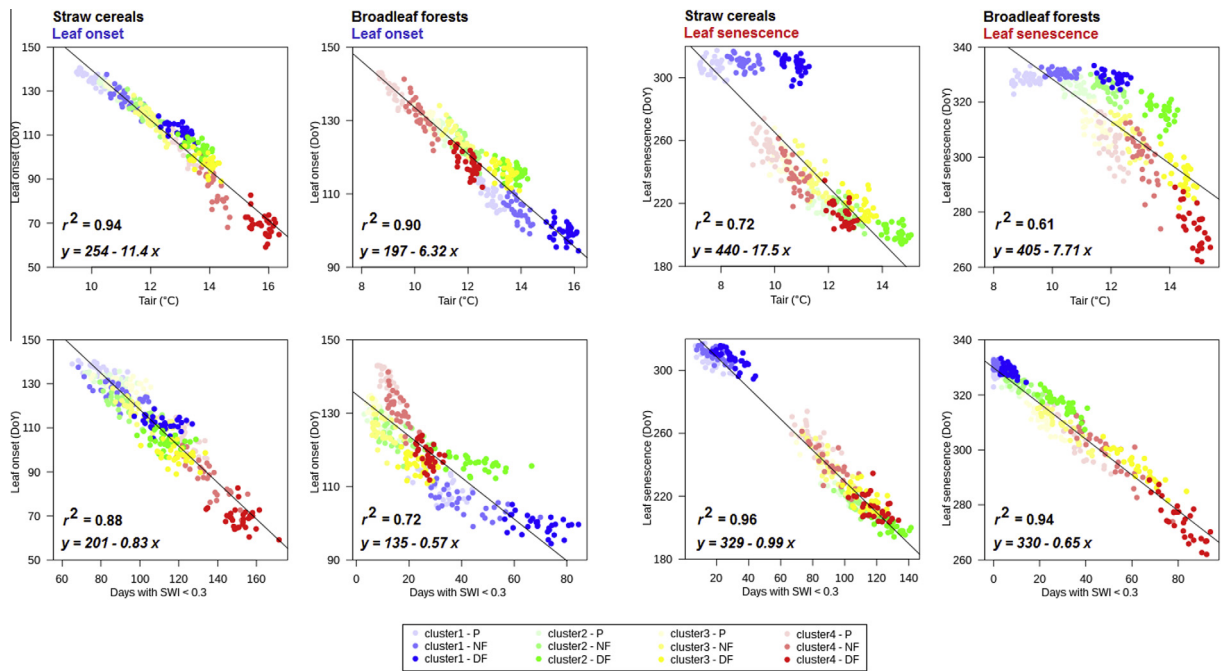 Straw cereals
Leaf onset
Broadleaf forests
Leaf onset
Straw cereals
Leaf senescence
Broadleaf forests
Leaf senescence
150
130
110
90
70
50
Leaf onset (DoY)
r² = 0.94
y = 254 - 11.4 x
10 12 14 16
Tair (°C)
150
130
110
90
Leaf onset (DoY)
r² = 0.90
y = 197 - 6.32 x
8 10 12 14 16
Tair (°C)
300
260
220
180
Leaf senescence (DoY)
r² = 0.72
y = 440 - 17.5 x
8 10 12 14
Tair (°C)
340
320
300
280
260
Leaf senescence (DoY)
r² = 0.61
y = 405 - 7.71 x
8 10 12 14
Tair (°C)
150
130
110
90
70
50
Leaf onset (DoY)
r² = 0.88
y = 201 - 0.83 x
60 80 100 120 140 160
Days with SWI < 0.3
150
130
110
90
Leaf onset (DoY)
r² = 0.72
y = 135 - 0.57 x
0 20 40 60 80
Days with SWI < 0.3
300
260
220
180
Leaf senescence (DoY)
r² = 0.96
y = 329 - 0.99 x
20 40 60 80 100 120 140
Days with SWI < 0.3
340
320
300
280
260
Leaf senescence (DoY)
r² = 0.94
y = 330 - 0.65 x
0 20 40 60 80
Days with SWI < 0.3
cluster1 - P
cluster1 - NF
cluster1 - DF
cluster2 - P
cluster2 - NF
cluster2 - DF
cluster3 - P
cluster3 - NF
cluster3 - DF
cluster4 - P
cluster4 - NF
cluster4 - DF